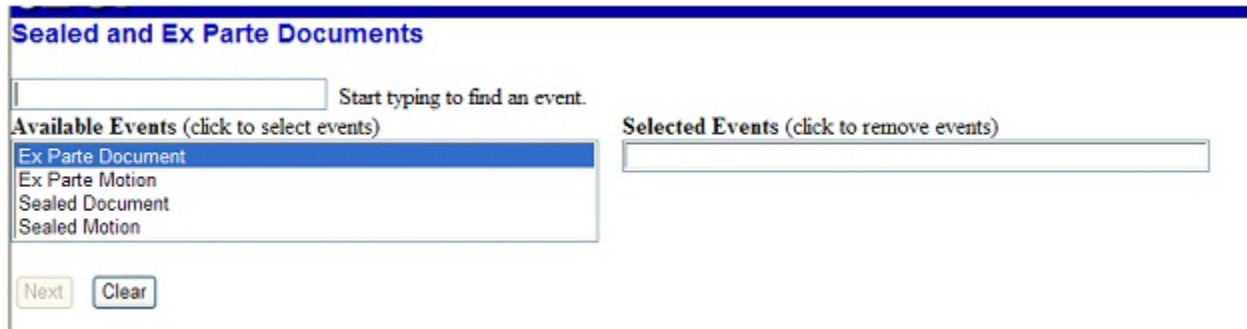 Sealed and Ex Parte Documents
Start typing to find an event.
Available Events (click to select events)
Selected Events (click to remove events)
Ex Parte Document
Ex Parte Motion
Sealed Document
Sealed Motion
Next
Clear